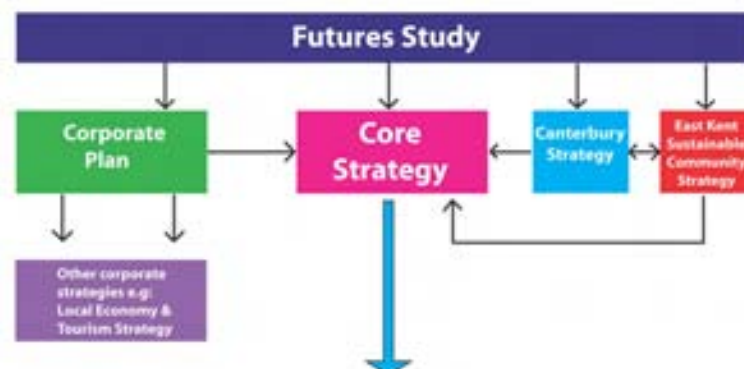 Futures Study
Corporate
Plan
Core
Strategy
Canterbury
Strategy
East Kent
Sustainable
Community
Strategy
Other corporate
strategies e.g:
Local Economy &
Tourism Strategy